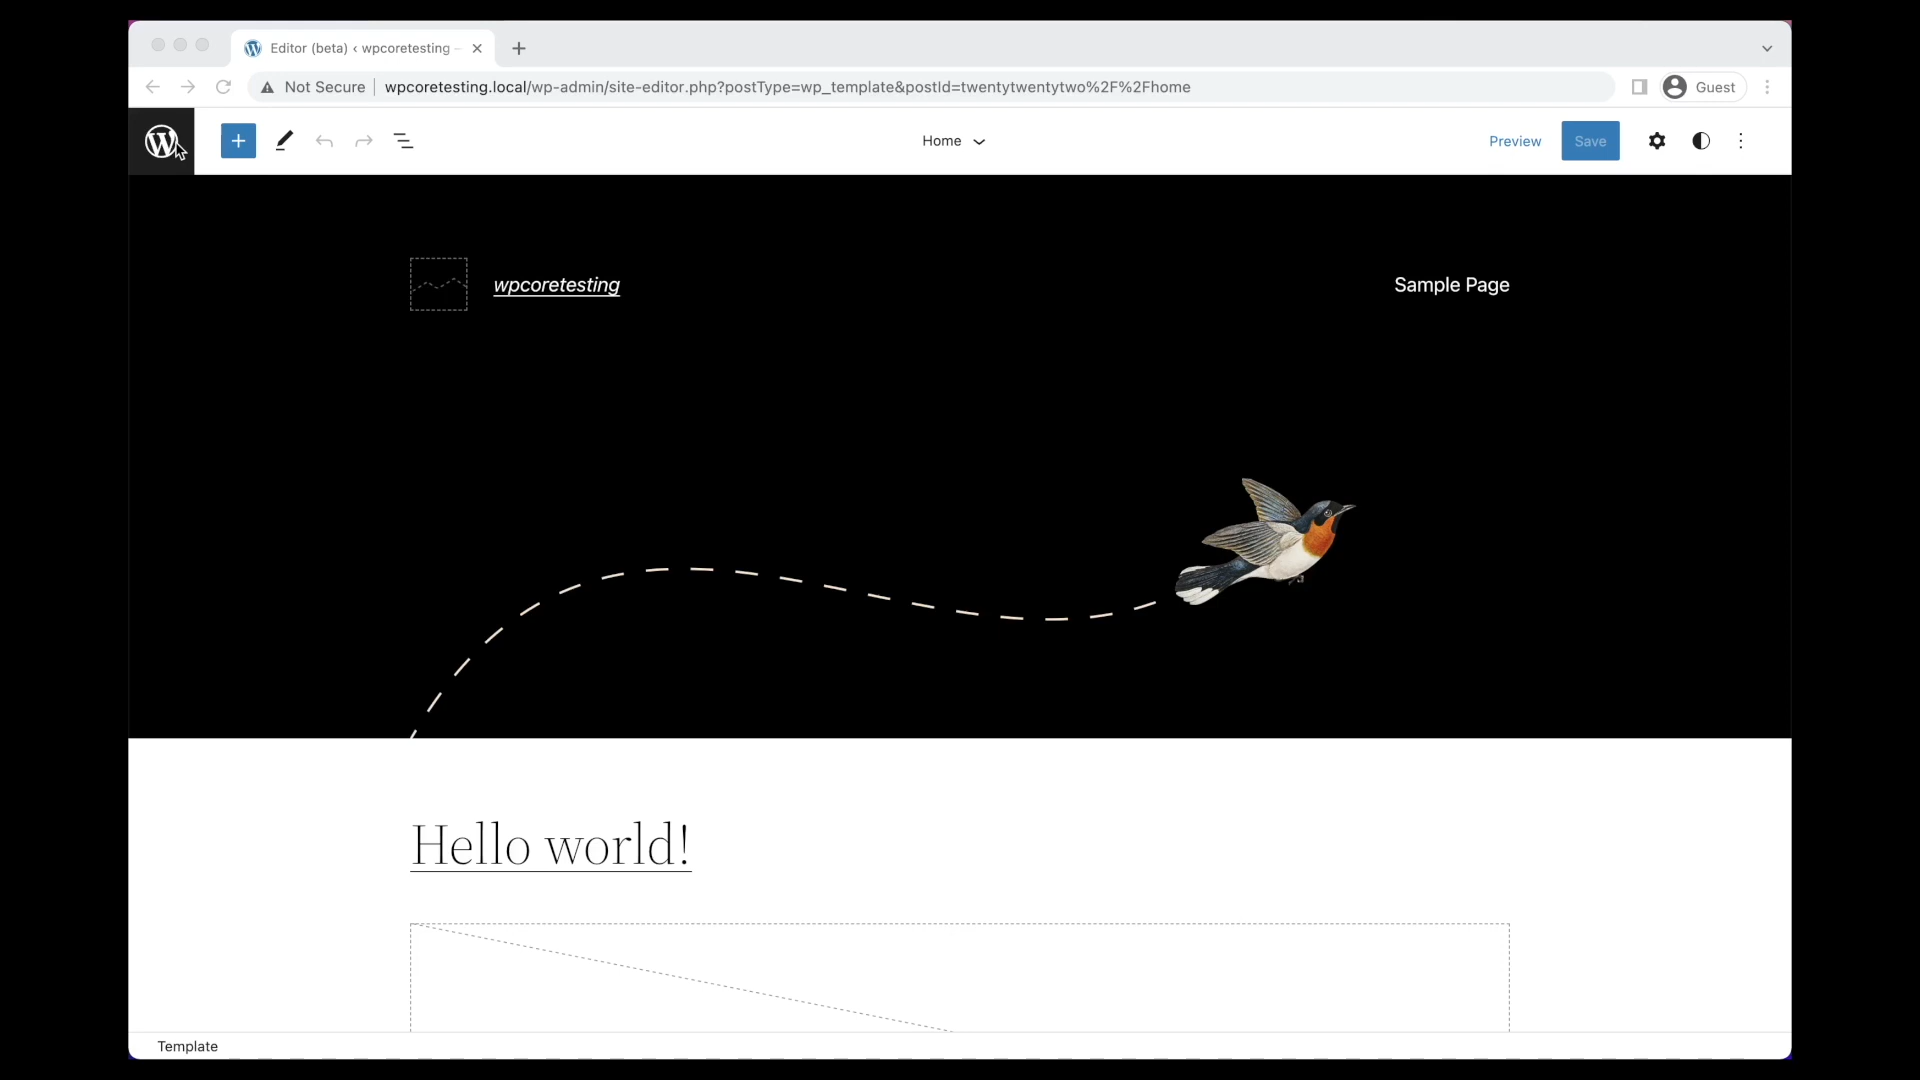 Editor (beta) ‹ wpcoretesting –
Not Secure
wpcoretesting.local/wp-admin/site-editor.php?postType=wp_template&postId=twentytwentytwo%2F%2Fhome
Guest
Home
Preview
Save
wpcoretesting
Sample Page
Hello world!
Template